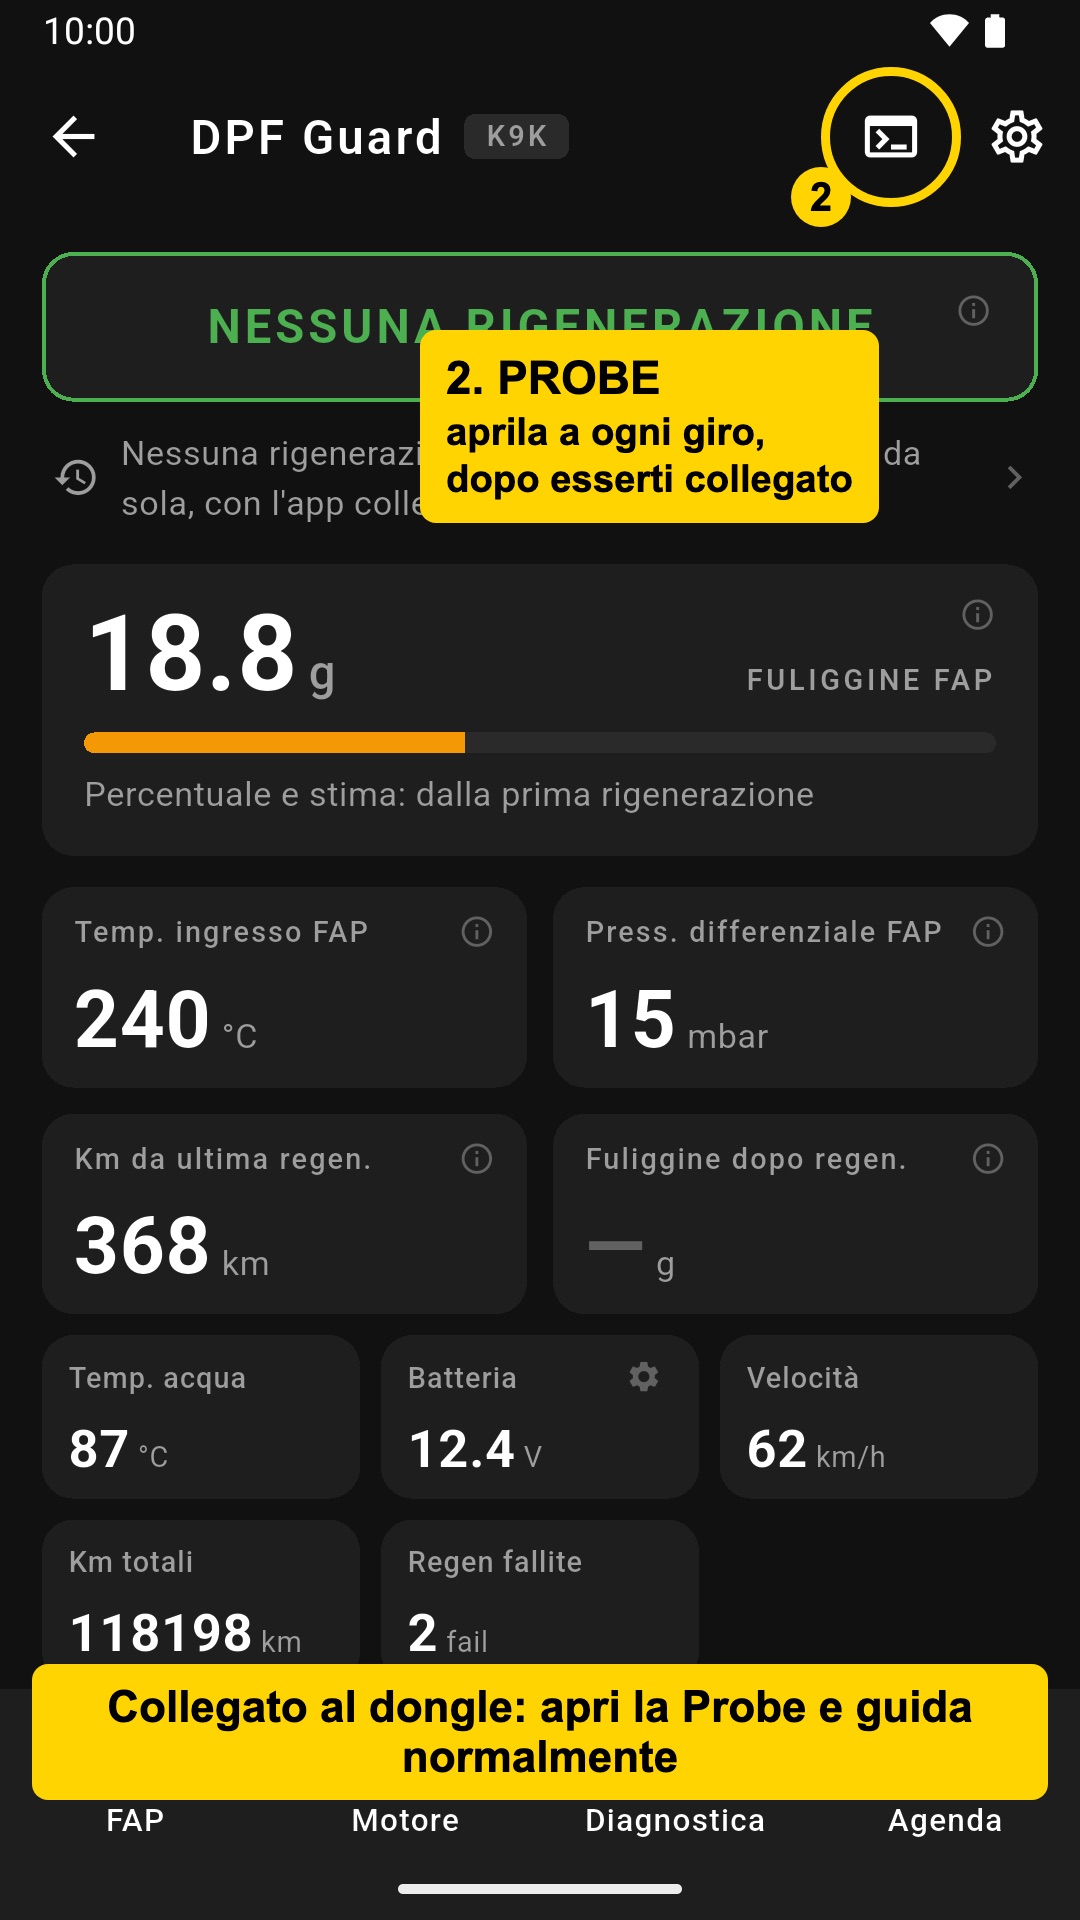 10:00
DPF Guard K9K
2
NESSUNA RIGENERAZIONE
2. PROBE
aprila a ogni giro,
dopo esserti collegato
Nessuna rigenerazi da
sola, con l'app colle
18.8 g
FULIGGINE FAP
Percentuale e stima: dalla prima rigenerazione
Temp. ingresso FAP
240 °C
Press. differenziale FAP
15 mbar
Km da ultima regen.
368 km
Fuliggine dopo regen.
— g
Temp. acqua
87 °C
Batteria
12.4 V
Velocità
62 km/h
Km totali
118198 km
Regen fallite
2 fail
Collegato al dongle: apri la Probe e guida
normalmente
FAP
Motore
Diagnostica
Agenda